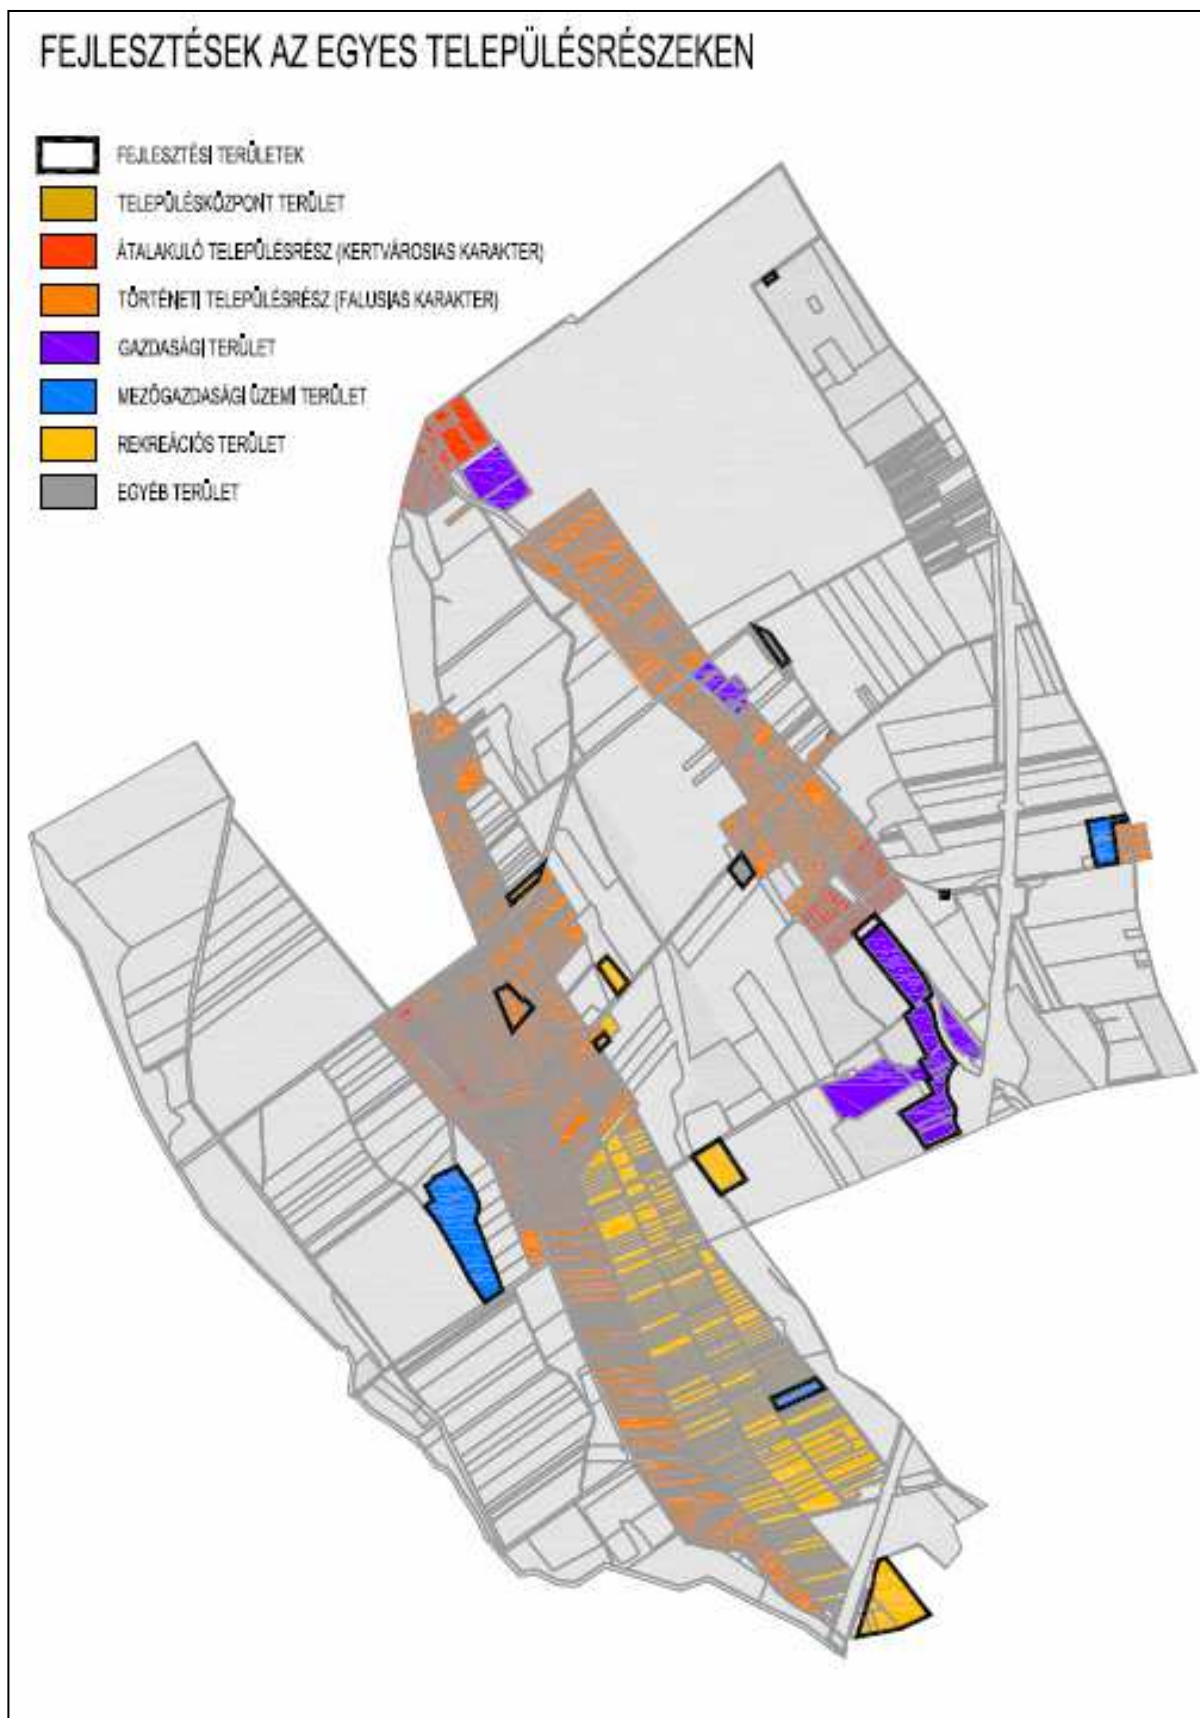 FEJLESZTÉSEK AZ EGYES TELEPÜLÉSRÉSZEKEN
FEJLESZTÉSI TERÜLETEK
TELEPÜLÉSKÖZPONT TERÜLET
ÁTALAKULÓ TELEPÜLÉSRÉSZ (KERTVÁROSIAS KARAKTER)
TÖRTÉNETI TELEPÜLÉSRÉSZ (FALUSIAS KARAKTER)
GAZDASÁGI TERÜLET
MEZŐGAZDASÁGI ÜZEMI TERÜLET
REKREÁCIÓS TERÜLET
EGYÉB TERÜLET